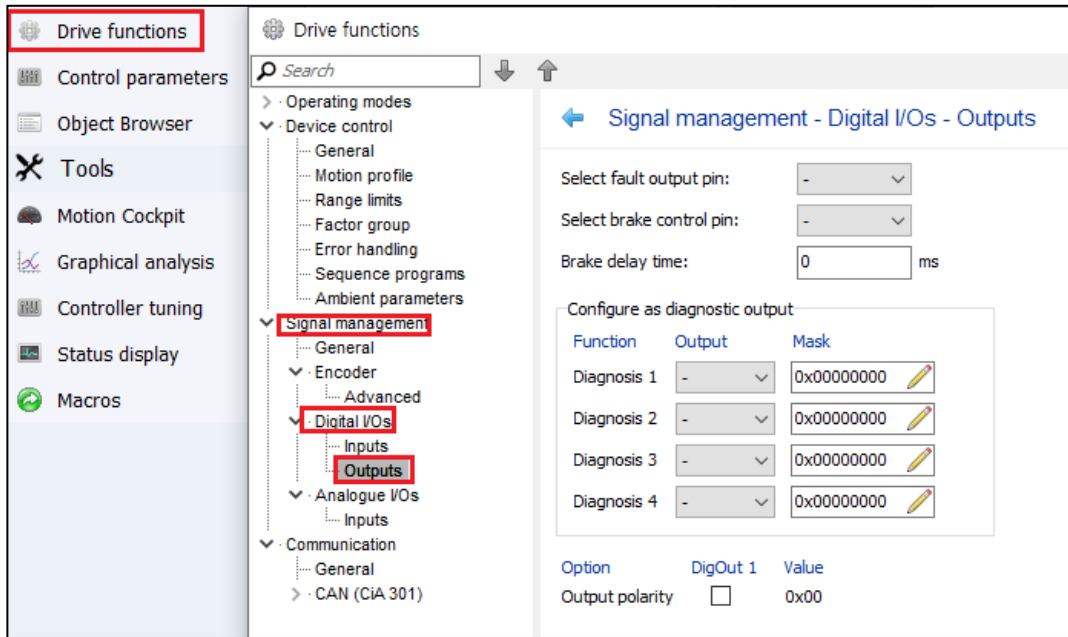 Drive functions
Control parameters
Object Browser
Tools
Motion Cockpit
Graphical analysis
Controller tuning
Status display
Macros
Drive functions
Search
Operating modes
Device control
General
Motion profile
Range limits
Factor group
Error handling
Sequence programs
Ambient parameters
Signal management
General
Encoder
Advanced
Digital I/Os
Inputs
Outputs
Analogue I/Os
Inputs
Communication
General
CAN (CiA 301)
Signal management - Digital I/Os - Outputs
Select fault output pin: -
Select brake control pin: -
Brake delay time: 0 ms
Configure as diagnostic output
Function Output Mask
Diagnosis 1 - 0x00000000
Diagnosis 2 - 0x00000000
Diagnosis 3 - 0x00000000
Diagnosis 4 - 0x00000000
Option DigOut 1 Value
Output polarity 0x00